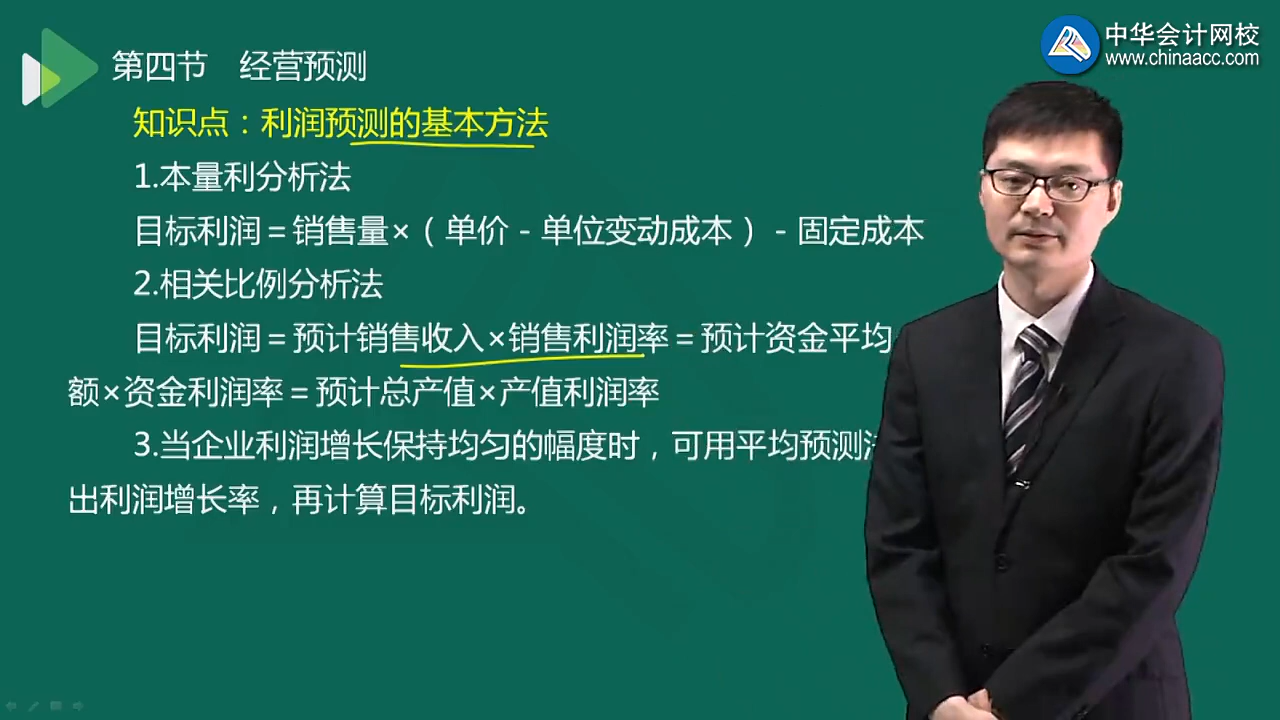 中华会计网校
www.chinaacc.com
第四节 经营预测
知识点：利润预测的基本方法
1.本量利分析法
目标利润＝销售量×（单价－单位变动成本）－固定成本
2.相关比例分析法
目标利润＝预计销售收入×销售利润率＝预计资金平均
额×资金利润率＝预计总产值×产值利润率
3.当企业利润增长保持均匀的幅度时，可用平均预测
出利润增长率，再计算目标利润。